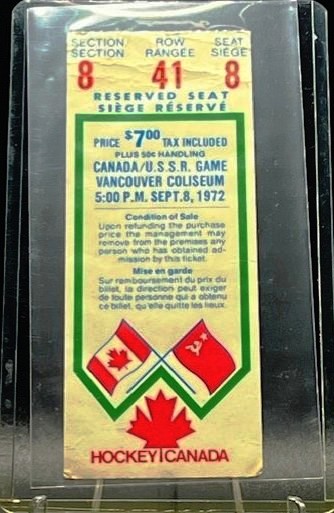 SECTION ROW SEAT
SECTION RANGÉE SIÈGE
8 41 8
RESERVED SEAT
SIÈGE RÉSERVÉ
PRICE $7.00 TAX INCLUDED
PLUS 50¢ HANDLING
CANADA/U.S.S.R. GAME
VANCOUVER COLISEUM
5:00 P.M. SEPT.8, 1972
Condition of Sale
Upon refunding the purchase
price the management may
remove from the premises any
person who has obtained ad-
mission by this ticket.
Mise en garde
Sur remboursement du prix du
billet, la direction peut exiger
de toute personne qui a obtenu
ce billet, qu'elle quitte les lieux.
HOCKEY CANADA